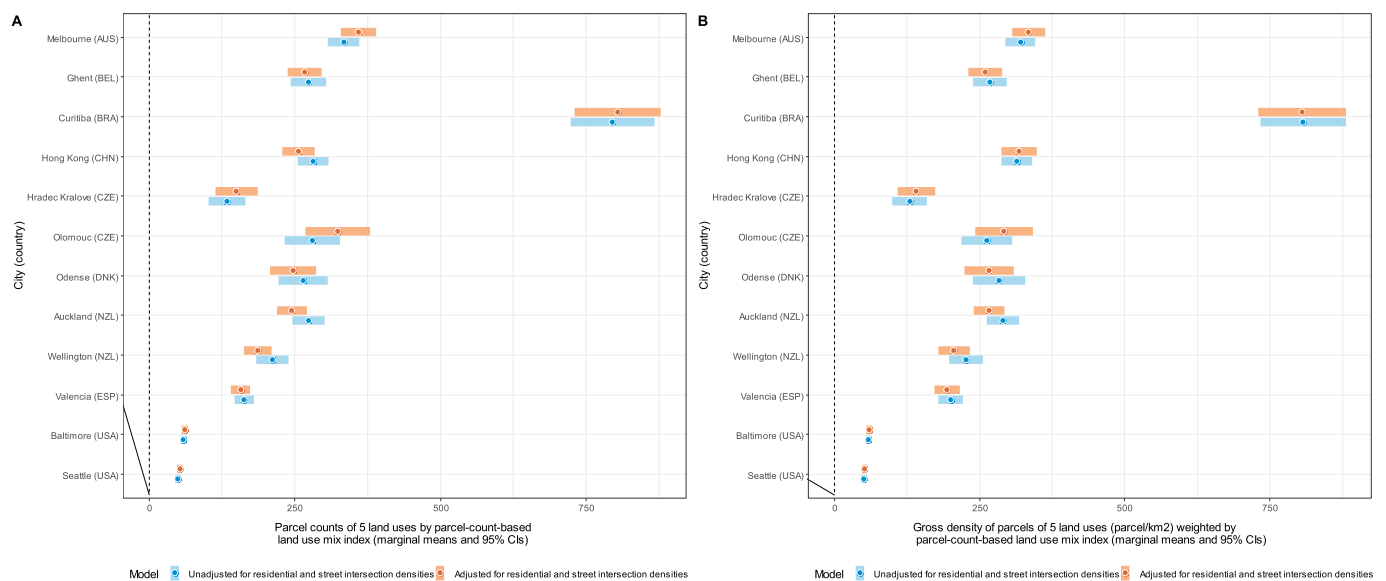 A
Melbourne (AUS)
Ghent (BEL)
Curitiba (BRA)
Hong Kong (CHN)
Hradec Kralove (CZE)
Olomouc (CZE)
Odense (DNK)
Auckland (NZL)
Wellington (NZL)
Valencia (ESP)
Baltimore (USA)
Seattle (USA)
City (country)
0 250 500 750
Parcel counts of 5 land uses by parcel-count-based
land use mix index (marginal means and 95% CIs)
Model Unadjusted for residential and street intersection densities Adjusted for residential and street intersection densities
B
Melbourne (AUS)
Ghent (BEL)
Curitiba (BRA)
Hong Kong (CHN)
Hradec Kralove (CZE)
Olomouc (CZE)
Odense (DNK)
Auckland (NZL)
Wellington (NZL)
Valencia (ESP)
Baltimore (USA)
Seattle (USA)
City (country)
0 250 500 750
Gross density of parcels of 5 land uses (parcel/km2) weighted by
parcel-count-based land use mix index (marginal means and 95% CIs)
Model Unadjusted for residential and street intersection densities Adjusted for residential and street intersection densities